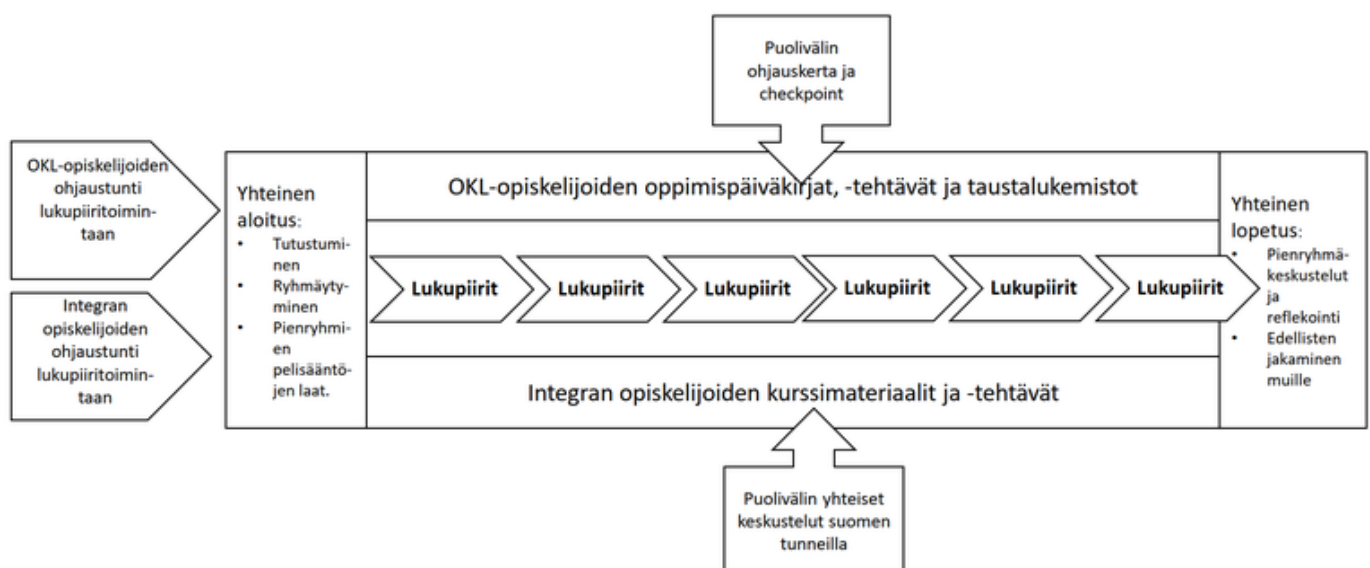 Puolivälin
ohjauskerta ja
checkpoint
OKL-opiskelijoiden
ohjaustunti
lukupiiritoimin-
taan
Integran
opiskelijoiden
ohjaustunti
lukupiiritoimin-
taan
Yhteinen
aloitus:
• Tutustumi-
nen
• Ryhmäyty-
minen
• Pienryhmi-
en
pelisääntö-
jen laat.
OKL-opiskelijoiden oppimispäiväkirjat, -tehtävät ja taustalukemistot
Lukupiirit Lukupiirit Lukupiirit Lukupiirit Lukupiirit Lukupiirit
Integran opiskelijoiden kurssimateriaalit ja -tehtävät
Yhteinen
lopetus:
• Pienryhmä-
keskustelut
ja
reflekointi
• Edellisten
jakaminen
muille
Puolivälin yhteiset
keskustelut suomen
tunneilla